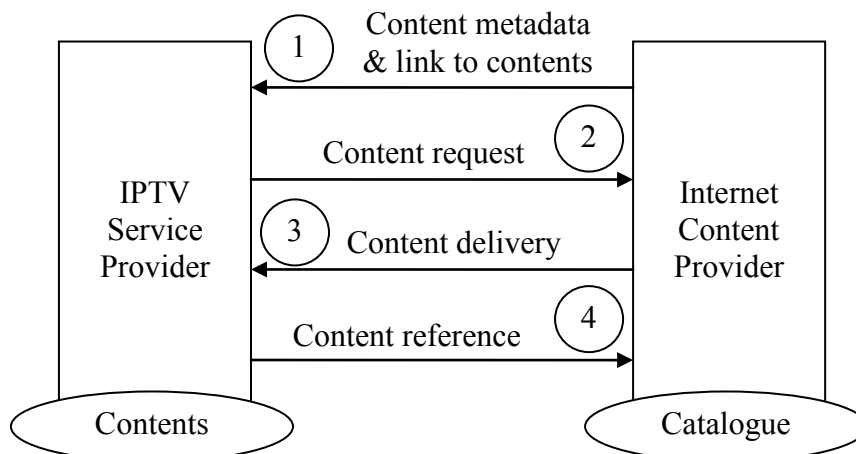 1
Content metadata
& link to contents
2
Content request
IPTV
Service
Provider
Internet
Content
Provider
3
Content delivery
4
Content reference
Contents
Catalogue